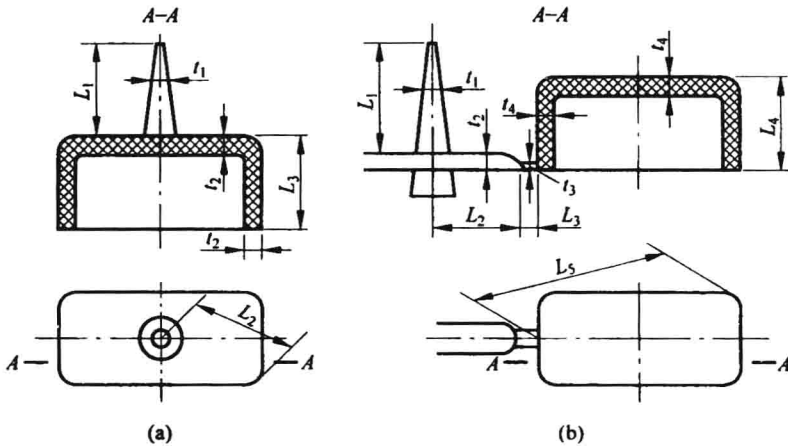 A–A
A–A
L₁
t₁
t₂
L₃
t₂
L₁
t₁
t₂
t₄
t₄
L₄
t₃
L₂
L₃
L₂
A
A
L₅
A
A
(a)
(b)